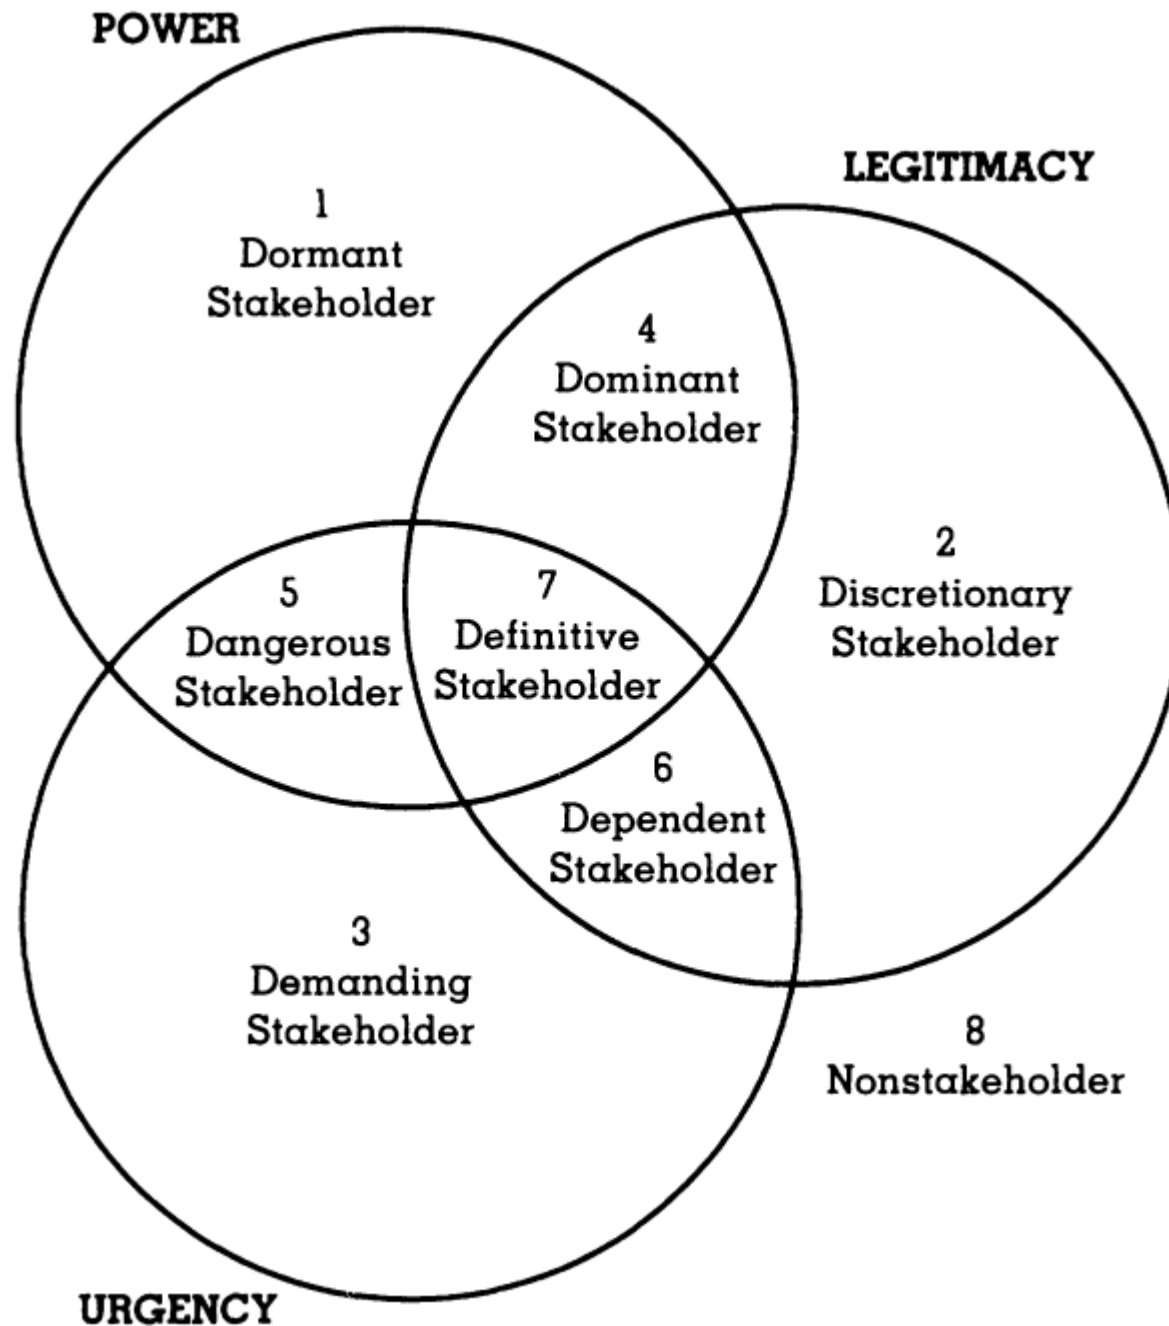 POWER
LEGITIMACY
1
Dormant
Stakeholder
4
Dominant
Stakeholder
2
Discretionary
Stakeholder
5
Dangerous
Stakeholder
7
Definitive
Stakeholder
6
Dependent
Stakeholder
3
Demanding
Stakeholder
8
Nonstakeholder
URGENCY